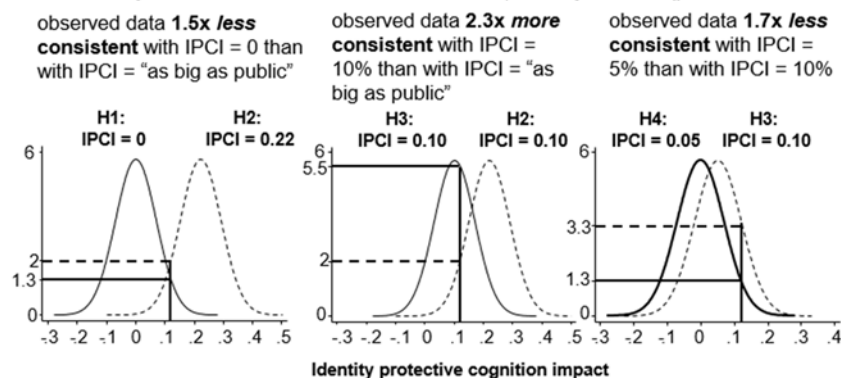 observed data 1.5x less
consistent with IPCI = 0 than
with IPCI = "as big as public"
observed data 2.3x more
consistent with IPCI =
10% than with IPCI = "as
big as public"
observed data 1.7x less
consistent with IPCI =
5% than with IPCI = 10%
H1:
IPCI = 0
H2:
IPCI = 0.22
6
2
1.3
0
-.3 -.2 -.1 0 .1 .2 .3 .4 .5
H3:
IPCI = 0.10
H2:
IPCI = 0.10
6
5.5
2
0
-.3 -.2 -.1 0 .1 .2 .3 .4 .5
H4:
IPCI = 0.05
H3:
IPCI = 0.10
6
3.3
1.3
0
-.3 -.2 -.1 0 .1 .2 .3 .4
Identity protective cognition impact